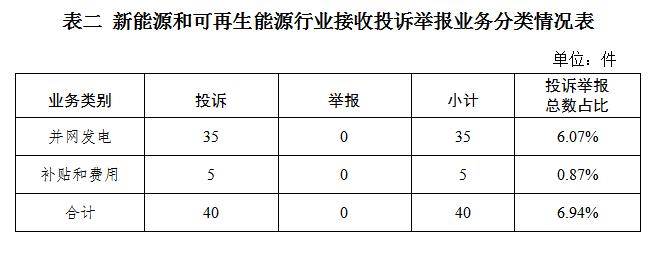 表二 新能源和可再生能源行业接收投诉举报业务分类情况表
单位：件
业务类别 投诉 举报 小计 投诉举报
总数占比
并网发电 35 0 35 6.07%
补贴和费用 5 0 5 0.87%
合计 40 0 40 6.94%